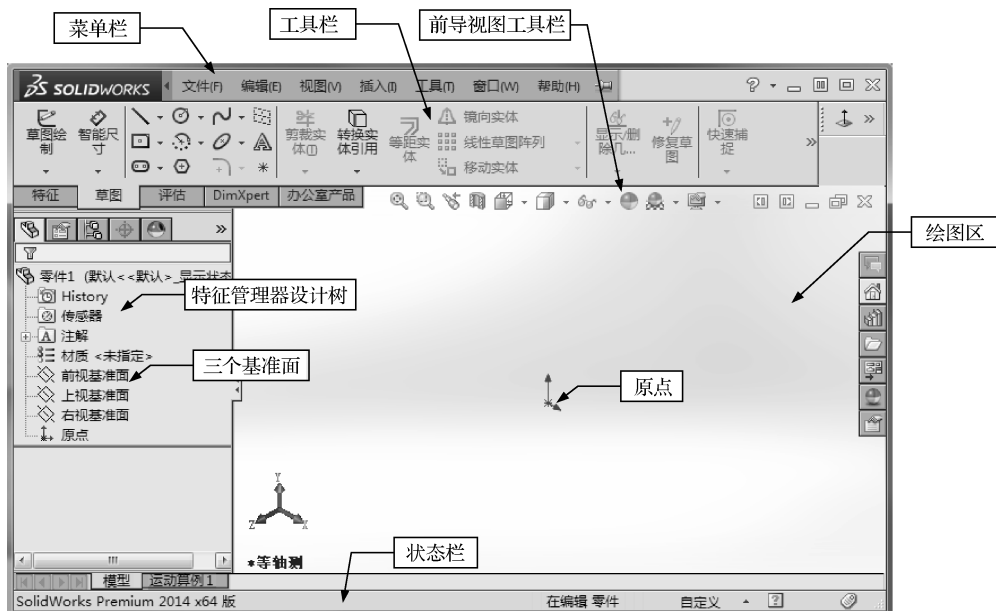 菜单栏
工具栏
前导视图工具栏
SOLIDWORKS 文件(F) 编辑(E) 视图(V) 插入(I) 工具(T) 窗口(W) 帮助(H)
草图绘制
智能尺寸
剪裁实体(T)
转换实体引用
等距实体
镜向实体
线性草图阵列
移动实体
显示/删除几...
修复草图
快速捕捉
特征 草图 评估 DimXpert 办公室产品
绘图区
零件1 (默认<<默认>_显示状态
History
特征管理器设计树
传感器
注解
材质 <未指定>
三个基准面
前视基准面
上视基准面
右视基准面
原点
原点
Y
Z
X
*等轴测
状态栏
模型 运动算例1
SolidWorks Premium 2014 x64 版 在编辑 零件 自定义